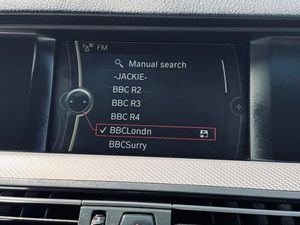 FM
Manual search
-JACKIE-
BBC R2
BBC R3
BBC R4
BBCLondn
BBCSurry